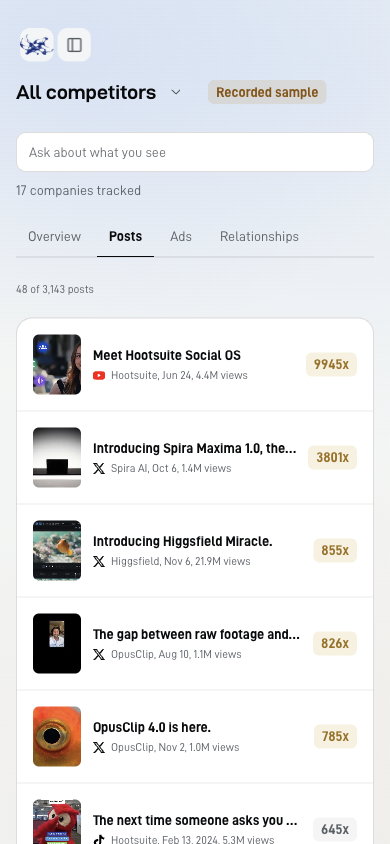 All competitors
Recorded sample
Ask about what you see
17 companies tracked
Overview
Posts
Ads
Relationships
48 of 3,143 posts
Meet Hootsuite Social OS
Hootsuite, Jun 24, 4.4M views
9945x
Introducing Spira Maxima 1.0, the...
Spira AI, Oct 6, 1.4M views
3801x
Introducing Higgsfield Miracle.
Higgsfield, Nov 6, 21.9M views
855x
The gap between raw footage and...
OpusClip, Aug 10, 1.1M views
826x
OpusClip 4.0 is here.
OpusClip, Nov 2, 1.0M views
785x
The next time someone asks you ...
Hootsuite, Feb 13, 2024, 5.3M views
645x